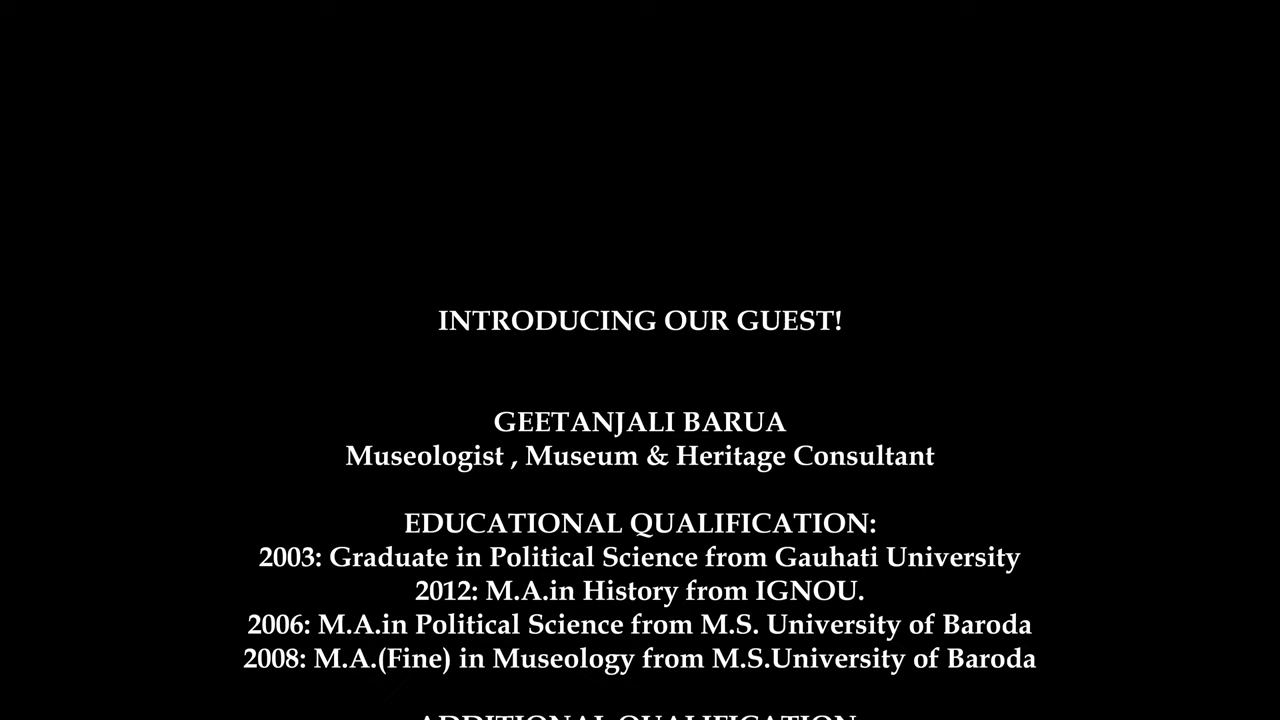 INTRODUCING OUR GUEST!
GEETANJALI BARUA
Museologist , Museum & Heritage Consultant
EDUCATIONAL QUALIFICATION:
2003: Graduate in Political Science from Gauhati University
2012: M.A.in History from IGNOU.
2006: M.A.in Political Science from M.S. University of Baroda
2008: M.A.(Fine) in Museology from M.S.University of Baroda
ADDITIONAL QUALIFICATION